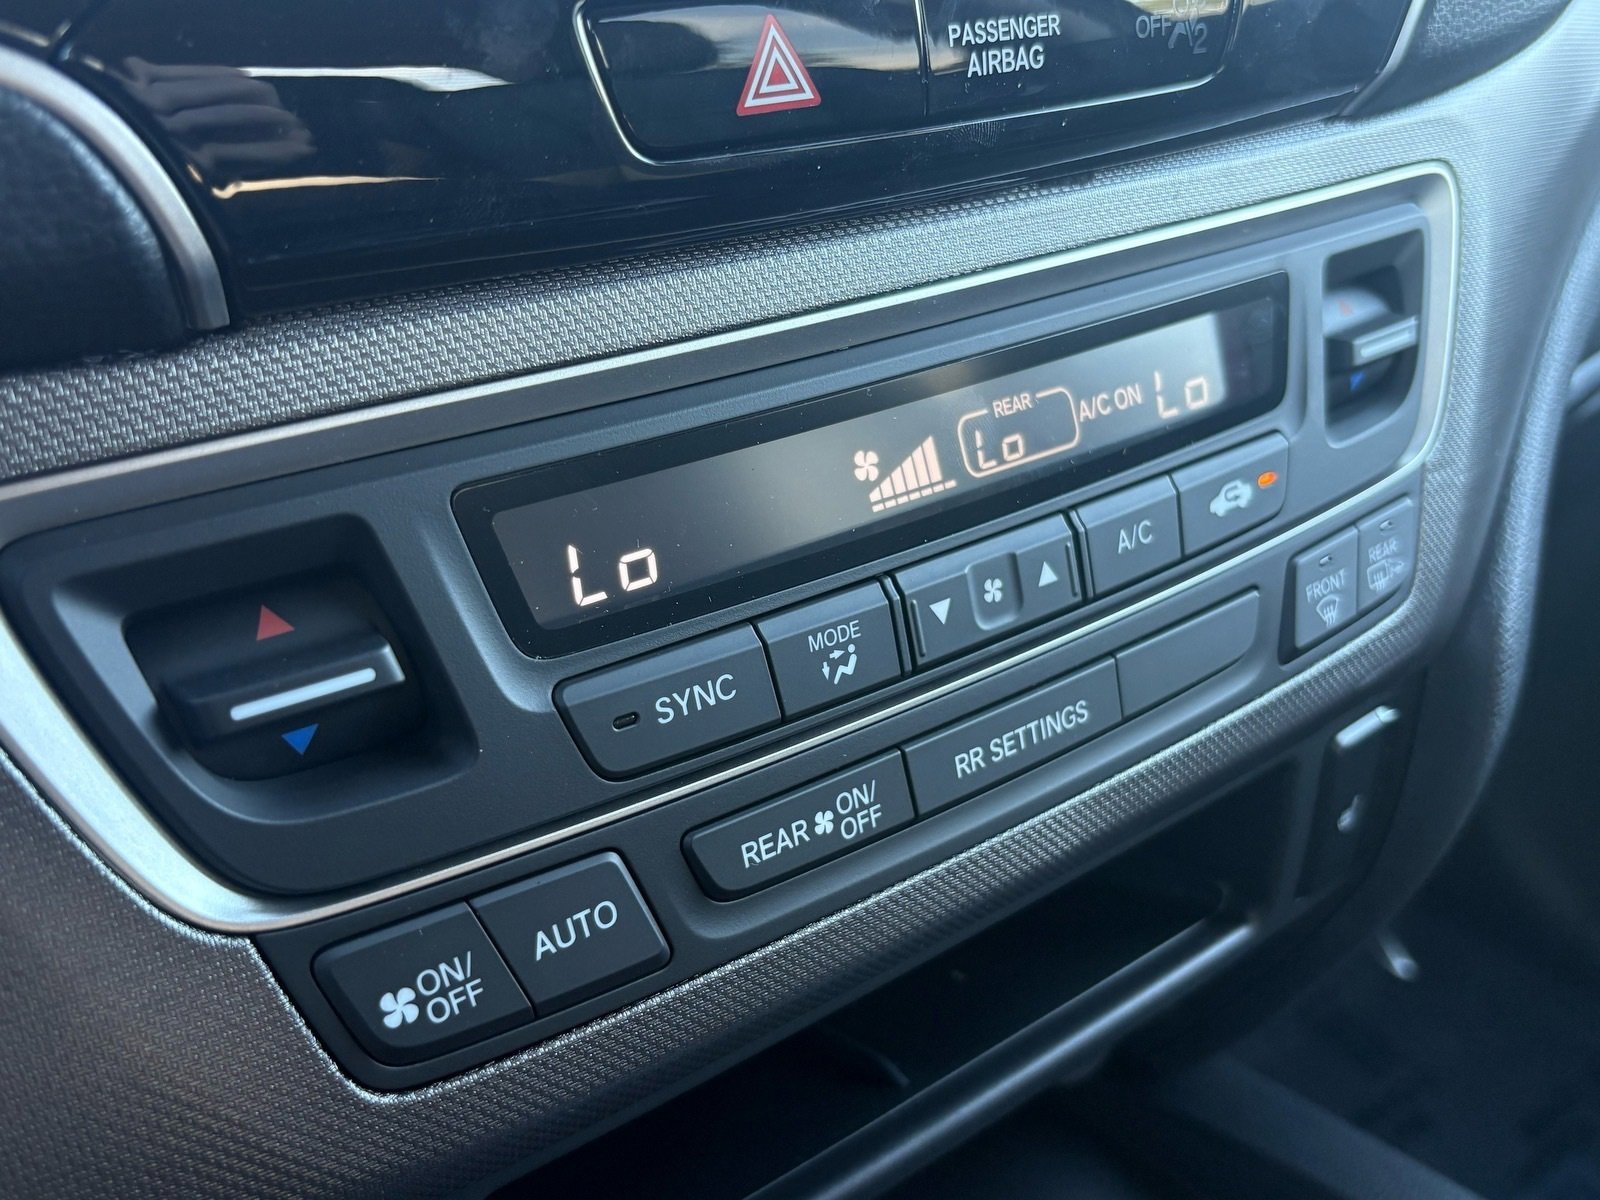 PASSENGER
AIRBAG
OFF
2
REAR
Lo
Lo
A/C ON
Lo
A/C
MODE
SYNC
FRONT
REAR
RR SETTINGS
REAR ON/
OFF
AUTO
ON/
OFF